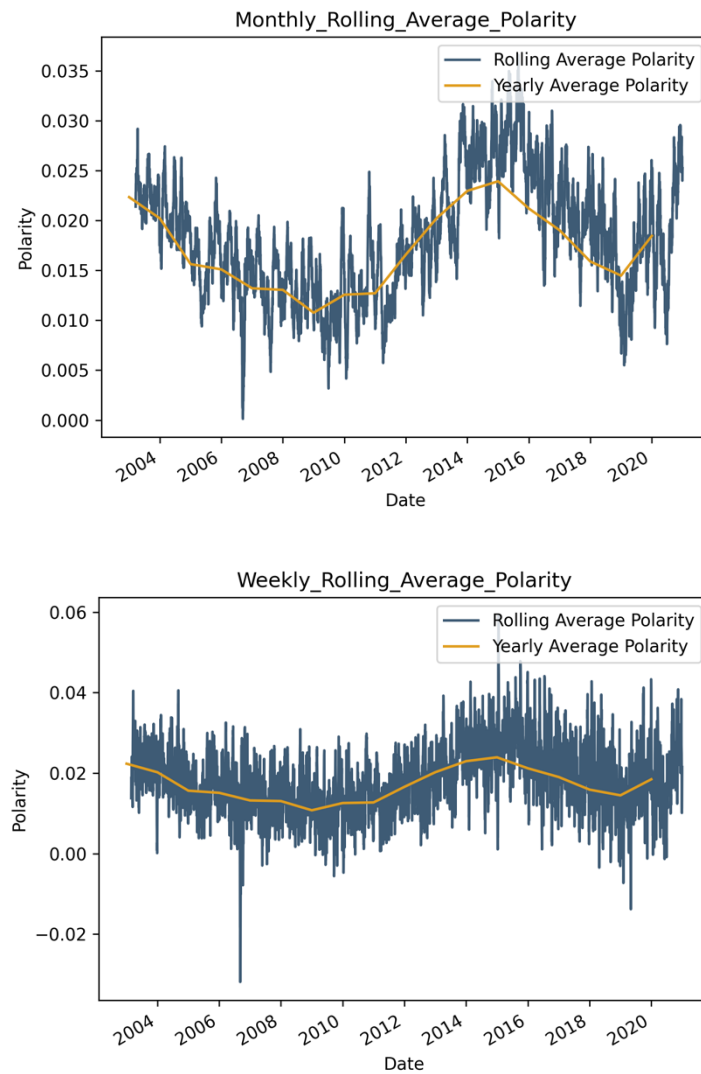 Monthly_Rolling_Average_Polarity
Rolling Average Polarity
Yearly Average Polarity
0.035
0.030
0.025
0.020
0.015
0.010
0.005
0.000
Polarity
2004 2006 2008 2010 2012 2014 2016 2018 2020
Date
Weekly_Rolling_Average_Polarity
Rolling Average Polarity
Yearly Average Polarity
0.06
0.04
0.02
0.00
−0.02
Polarity
2004 2006 2008 2010 2012 2014 2016 2018 2020
Date